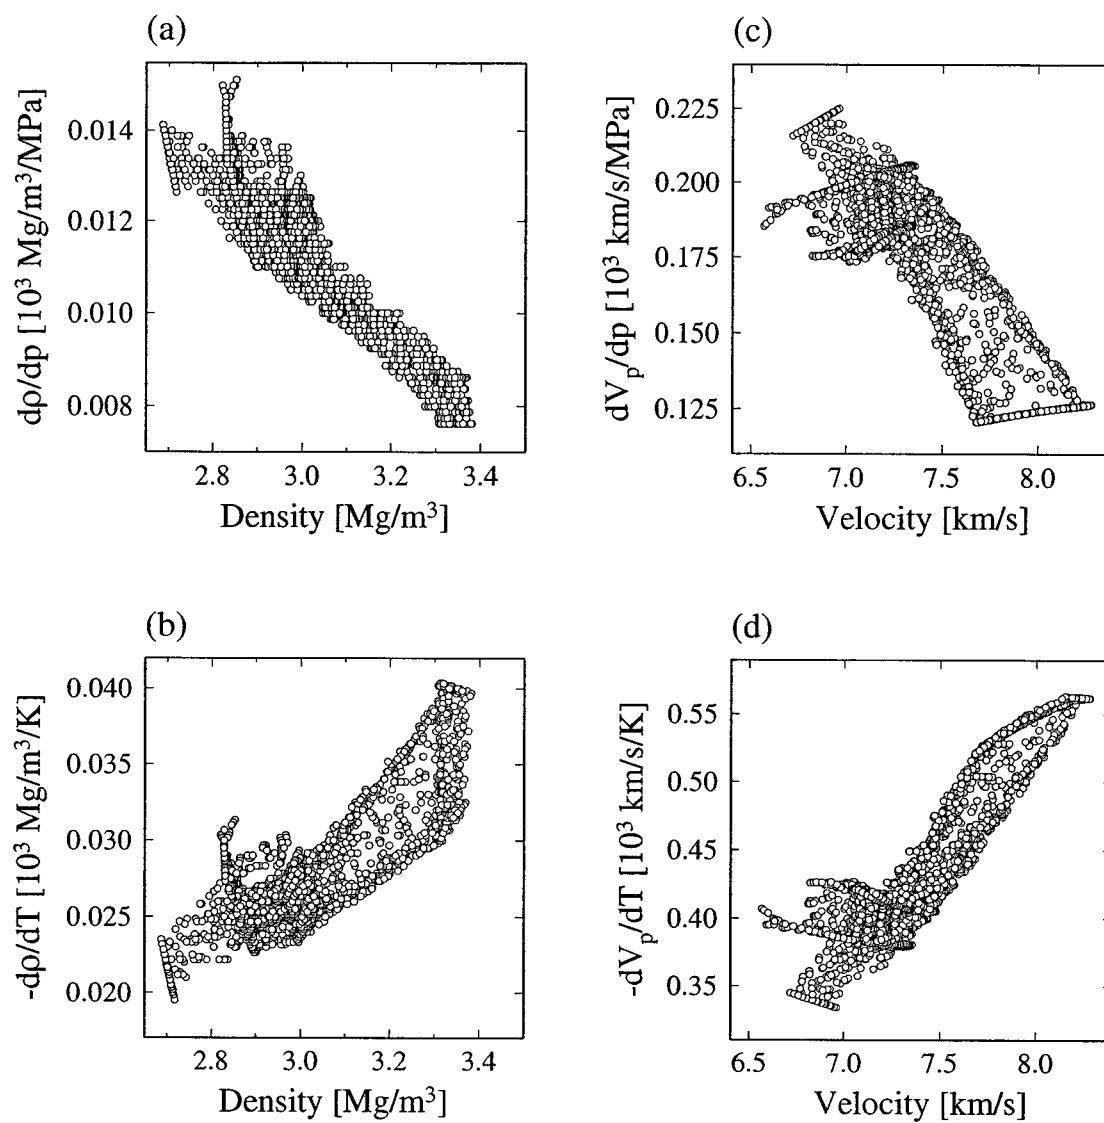 (a)
dρ/dp [10³ Mg/m³/MPa]
0.014
0.012
0.010
0.008
2.8 3.0 3.2 3.4
Density [Mg/m³]
(c)
dVₚ/dp [10³ km/s/MPa]
0.225
0.200
0.175
0.150
0.125
6.5 7.0 7.5 8.0
Velocity [km/s]
(b)
-dρ/dT [10³ Mg/m³/K]
0.040
0.035
0.030
0.025
0.020
2.8 3.0 3.2 3.4
Density [Mg/m³]
(d)
-dVₚ/dT [10³ km/s/K]
0.55
0.50
0.45
0.40
0.35
6.5 7.0 7.5 8.0
Velocity [km/s]